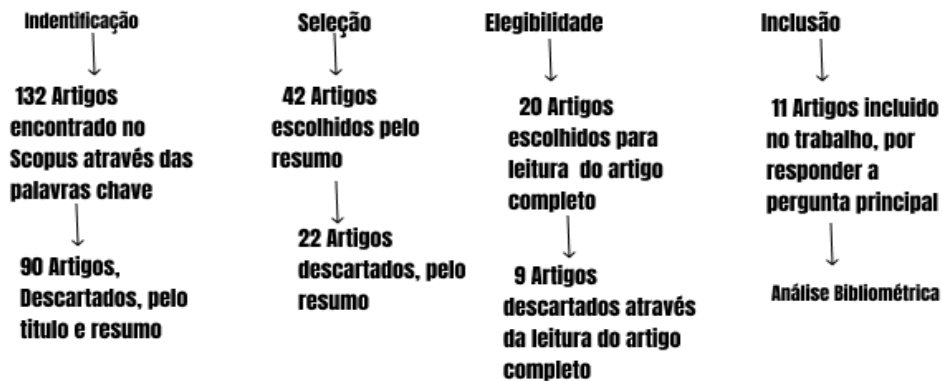 Indentificação
132 Artigos
encontrado no
Scopus através das
palavras chave
90 Artigos,
Descartados, pelo
titulo e resumo
Seleção
42 Artigos
escolhidos pelo
resumo
22 Artigos
descartados, pelo
resumo
Elegibilidade
20 Artigos
escolhidos para
leitura do artigo
completo
9 Artigos
descartados através
da leitura do artigo
completo
Inclusão
11 Artigos incluido
no trabalho, por
responder a
pergunta principal
Análise Bibliométrica